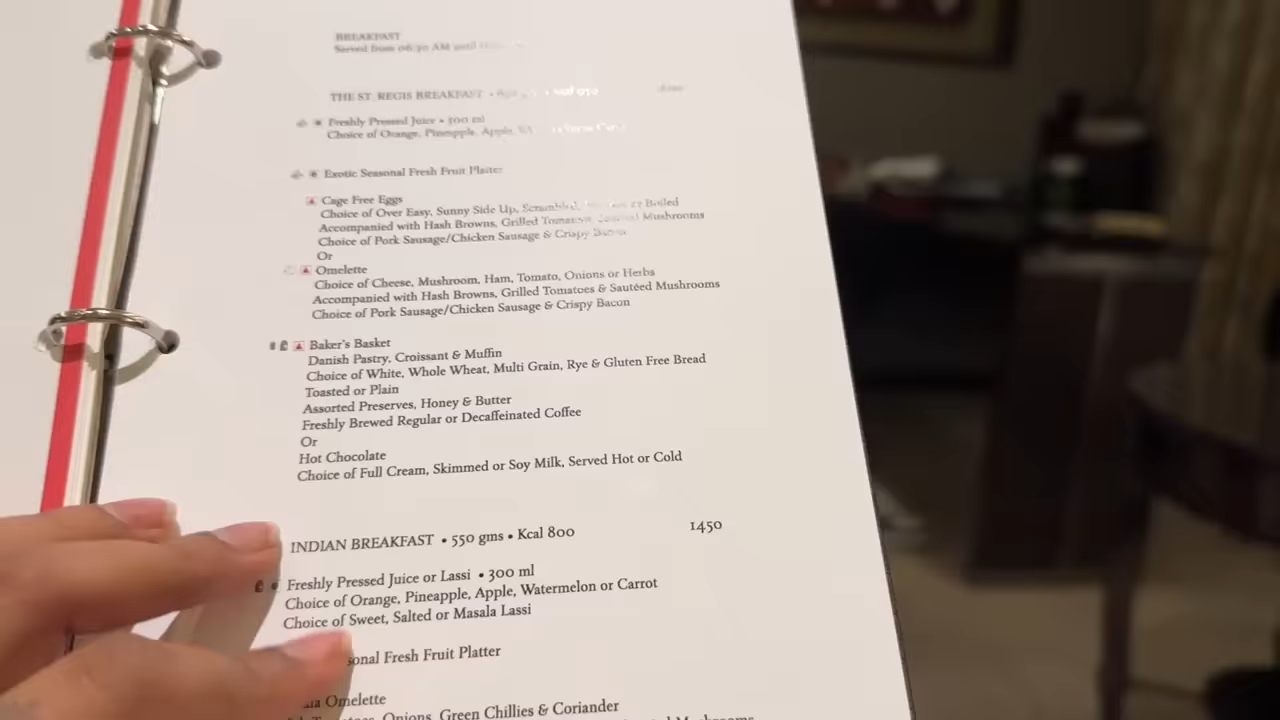 BREAKFAST
Served from 06:30 AM until
THE ST. REGIS BREAKFAST •
Freshly Pressed Juice • 300 ml
Choice of Orange, Pineapple, Apple,
Exotic Seasonal Fresh Fruit Platter
Cage Free Eggs
Choice of Over Easy, Sunny Side Up, Scrambled, Boiled
Accompanied with Hash Browns, Grilled Tomatoes, Mushrooms
Choice of Pork Sausage/Chicken Sausage & Crispy Bacon
Or
Omelette
Choice of Cheese, Mushroom, Ham, Tomato, Onions or Herbs
Accompanied with Hash Browns, Grilled Tomatoes & Sautéed Mushrooms
Choice of Pork Sausage/Chicken Sausage & Crispy Bacon
Baker's Basket
Danish Pastry, Croissant & Muffin
Choice of White, Whole Wheat, Multi Grain, Rye & Gluten Free Bread
Toasted or Plain
Assorted Preserves, Honey & Butter
Freshly Brewed Regular or Decaffeinated Coffee
Or
Hot Chocolate
Choice of Full Cream, Skimmed or Soy Milk, Served Hot or Cold
INDIAN BREAKFAST • 550 gms • Kcal 800 1450
Freshly Pressed Juice or Lassi • 300 ml
Choice of Orange, Pineapple, Apple, Watermelon or Carrot
Choice of Sweet, Salted or Masala Lassi
sonal Fresh Fruit Platter
Omelette
Onions, Green Chillies & Coriander
Mushrooms